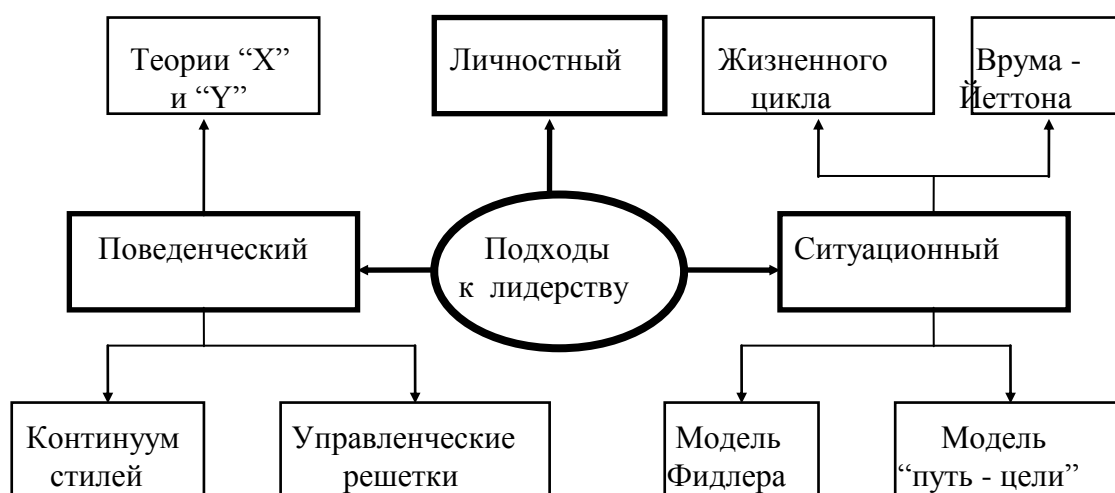 Теории “X”
и “Y”
Личностный
Жизненного
цикла
Врума -
Йеттона
Поведенческий
Подходы
к лидерству
Ситуационный
Континуум
стилей
Управленческие
решетки
Модель
Фидлера
Модель
“путь - цели”